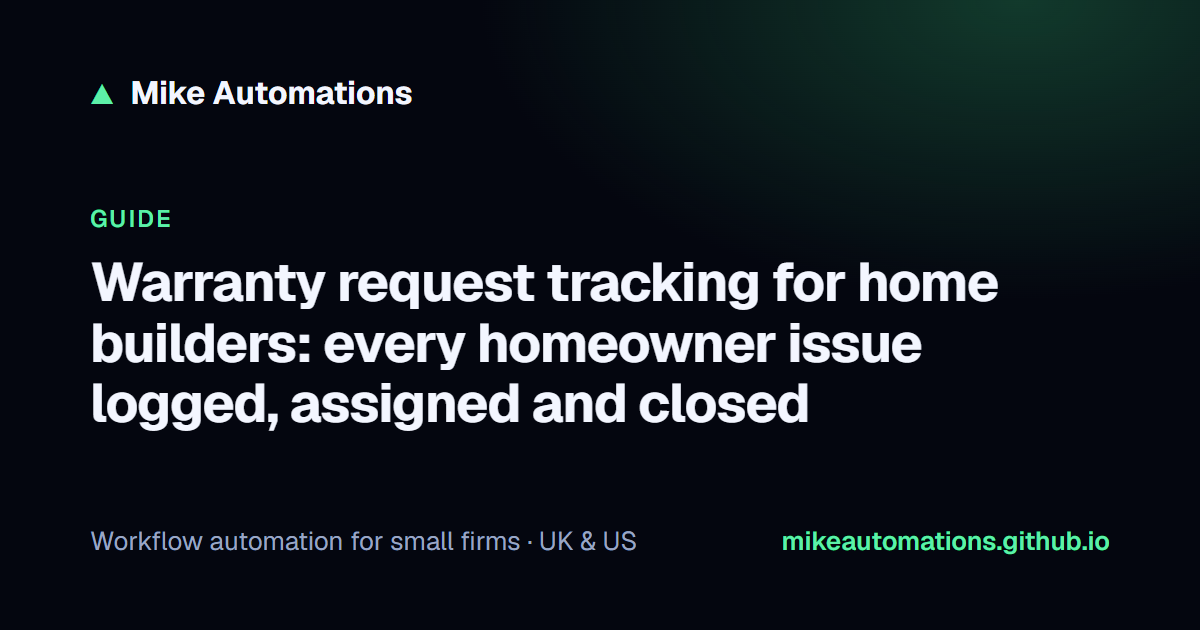 Mike Automations
GUIDE
Warranty request tracking for home
builders: every homeowner issue
logged, assigned and closed
Workflow automation for small firms · UK & US
mikeautomations.github.io